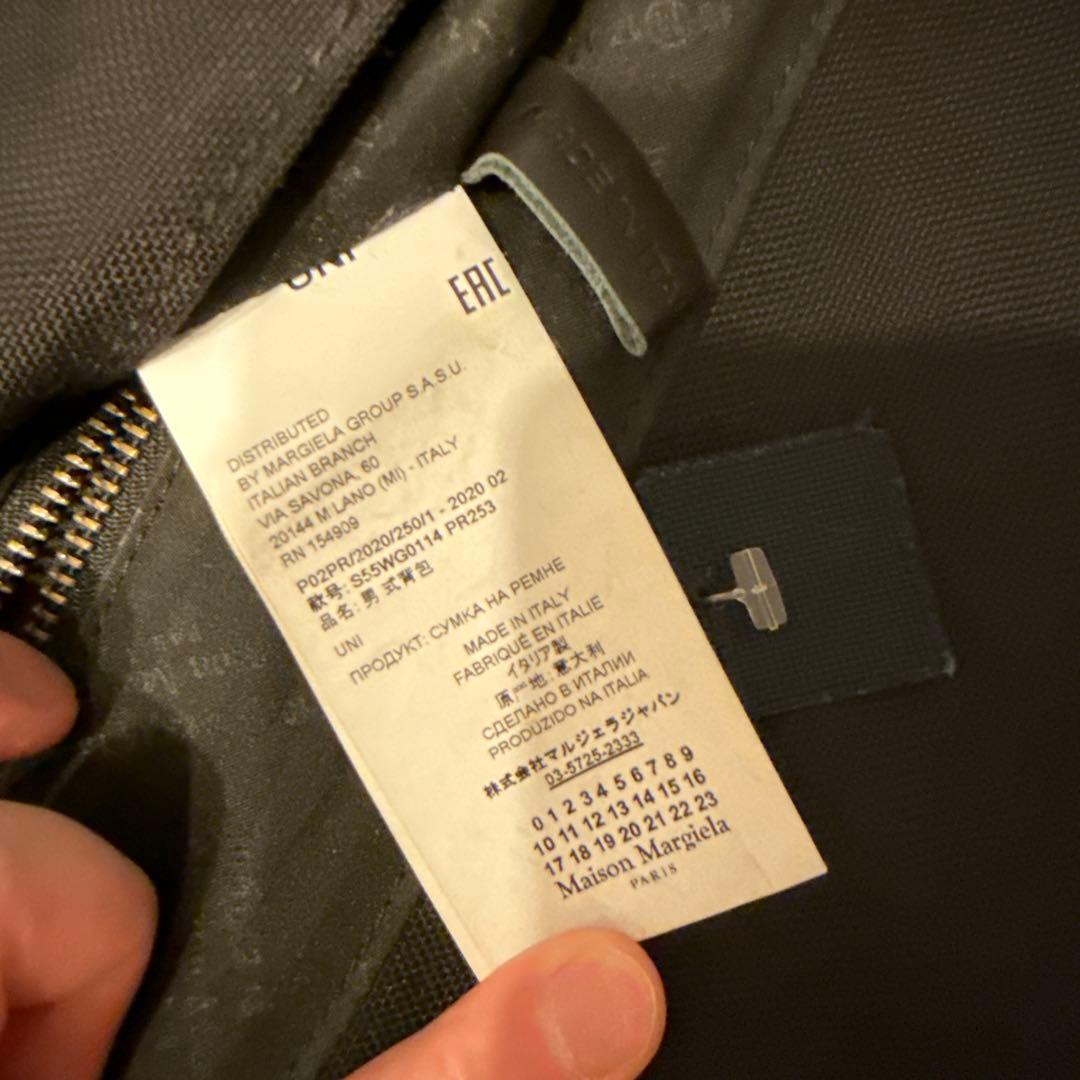 EAC
DISTRIBUTED
BY MARGIELA GROUP S.A.S.U.
ITALIAN BRANCH
VIA SAVONA, 60
20144 MILANO (MI) - ITALY
RN 154909
P02PR/2020/250/1 - 2020 02
款号: S55WG0114 PR253
品名: 男 式背包
UNI
ПРОДУКТ: СУМКА НА РЕМНЕ
MADE IN ITALY
FABRIQUÉ EN ITALIE
イタリア製
原产地: 意大利
СДЕЛАНО В ИТАЛИИ
PRODUZIDO NA ITALIA
株式会社マルジェラジャパン
03-5725-2333
0 1 2 3 4 5 6 7 8 9
10 11 12 13 14 15 16
17 18 19 20 21 22 23
Maison Margiela
PARIS